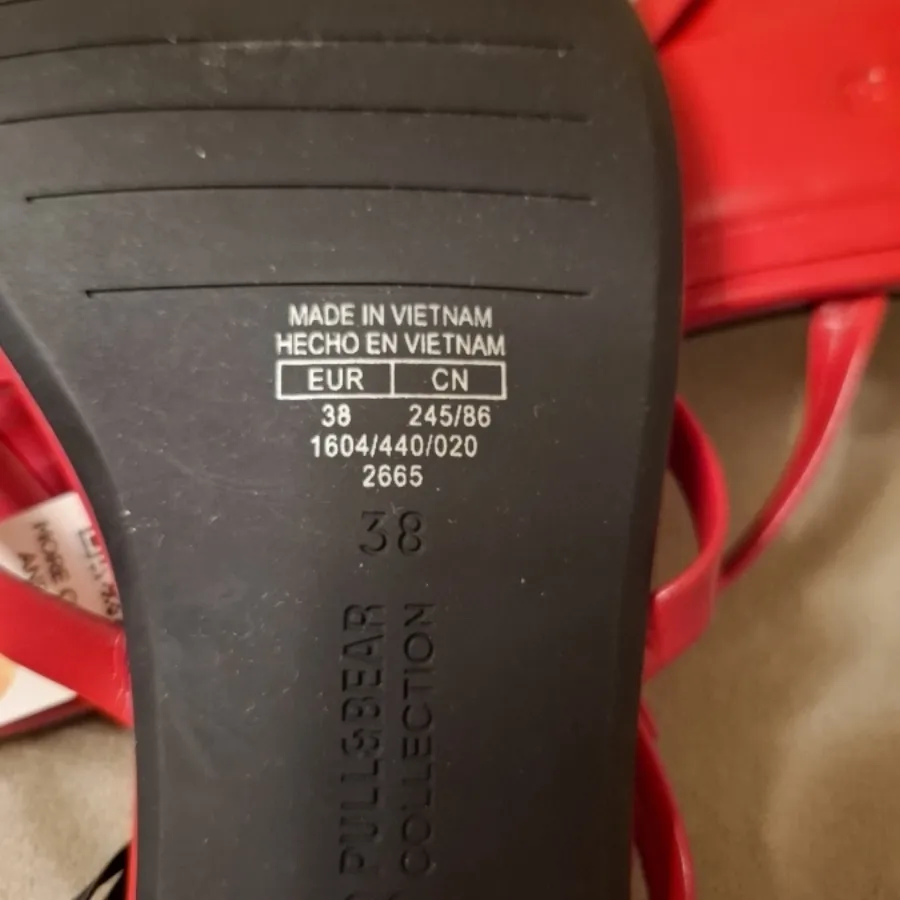 MADE IN VIETNAM
HECHO EN VIETNAM
EUR CN
38 245/86
1604/440/020
2665
38
PULL&BEAR
COLLECTION
MORE